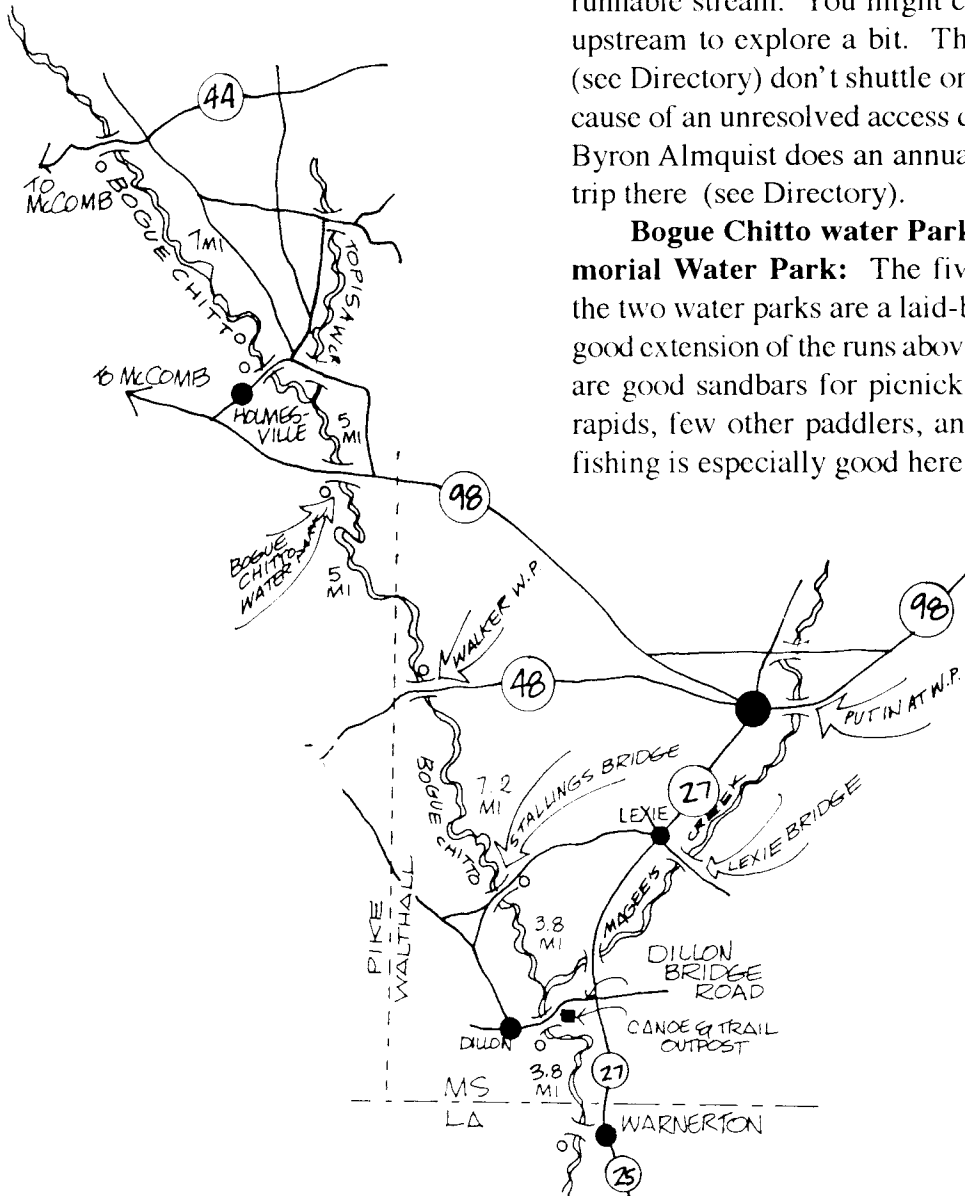 runnable stream. You might c
upstream to explore a bit. Th
(see Directory) don't shuttle on
cause of an unresolved access c
Byron Almquist does an annua
trip there (see Directory).
Bogue Chitto water Park
morial Water Park: The fiv
the two water parks are a laid-b
good extension of the runs above
are good sandbars for picnick
rapids, few other paddlers, an
fishing is especially good here
44
TO
McCOMB
BOGUE CHITTO
7 MI
TOPISAW CK
TO McCOMB
HOLMES-
VILLE
5
MI
98
BOGUE
CHITTO
WATER PARK
5
MI
WALKER W.P.
48
98
PUT IN AT W.P.
BOGUE CHITTO
7.2
MI
STALLINGS BRIDGE
27
LEXIE
LEXIE BRIDGE
MAGEE'S CREEK
PIKE
WALTHALL
3.8
MI
DILLON
BRIDGE
ROAD
DILLON
CANOE & TRAIL
OUTPOST
3.8
MI
27
MS
LA
WARNERTON
25